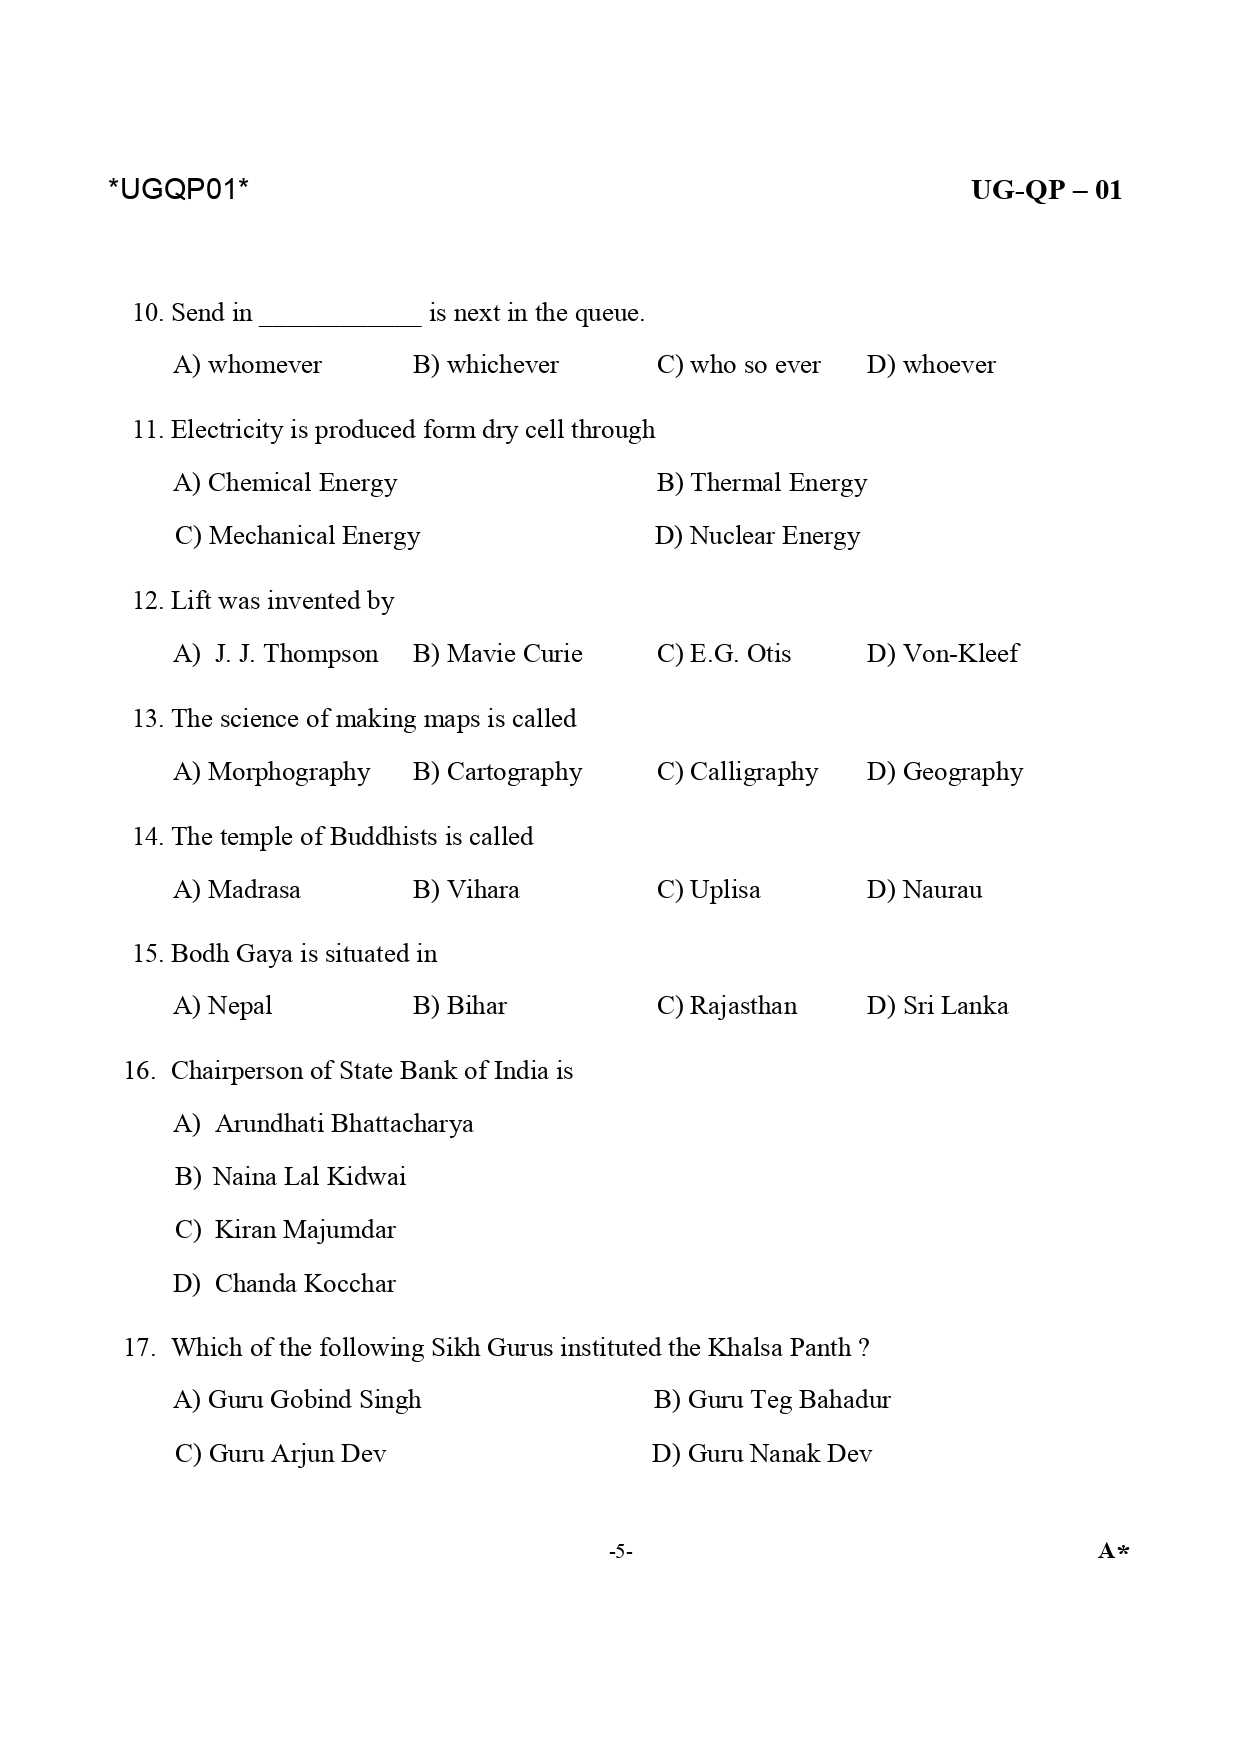 *UGQP01* UG-QP – 01
10. Send in ____________ is next in the queue.
A) whomever B) whichever C) who so ever D) whoever
11. Electricity is produced form dry cell through
A) Chemical Energy B) Thermal Energy
C) Mechanical Energy D) Nuclear Energy
12. Lift was invented by
A) J. J. Thompson B) Mavie Curie C) E.G. Otis D) Von-Kleef
13. The science of making maps is called
A) Morphography B) Cartography C) Calligraphy D) Geography
14. The temple of Buddhists is called
A) Madrasa B) Vihara C) Uplisa D) Naurau
15. Bodh Gaya is situated in
A) Nepal B) Bihar C) Rajasthan D) Sri Lanka
16. Chairperson of State Bank of India is
A) Arundhati Bhattacharya
B) Naina Lal Kidwai
C) Kiran Majumdar
D) Chanda Kocchar
17. Which of the following Sikh Gurus instituted the Khalsa Panth ?
A) Guru Gobind Singh B) Guru Teg Bahadur
C) Guru Arjun Dev D) Guru Nanak Dev
-5- A*